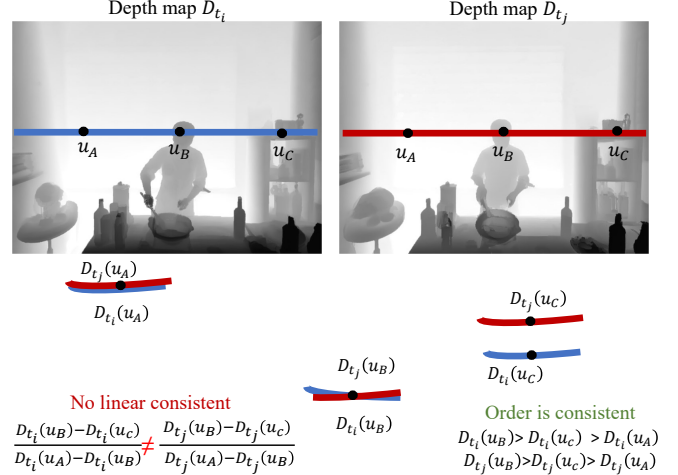 Depth map D_{t_i}
Depth map D_{t_j}
u_A
u_B
u_C
u_A
u_B
u_C
D_{t_j}(u_A)
D_{t_i}(u_A)
D_{t_j}(u_C)
D_{t_i}(u_C)
D_{t_j}(u_B)
D_{t_i}(u_B)
No linear consistent
\frac{D_{t_i}(u_B)-D_{t_i}(u_C)}{D_{t_i}(u_A)-D_{t_i}(u_B)} ≠ \frac{D_{t_j}(u_B)-D_{t_j}(u_C)}{D_{t_j}(u_A)-D_{t_j}(u_B)}
Order is consistent
D_{t_i}(u_B)> D_{t_i}(u_C) > D_{t_i}(u_A)
D_{t_j}(u_B)>D_{t_j}(u_C)> D_{t_j}(u_A)